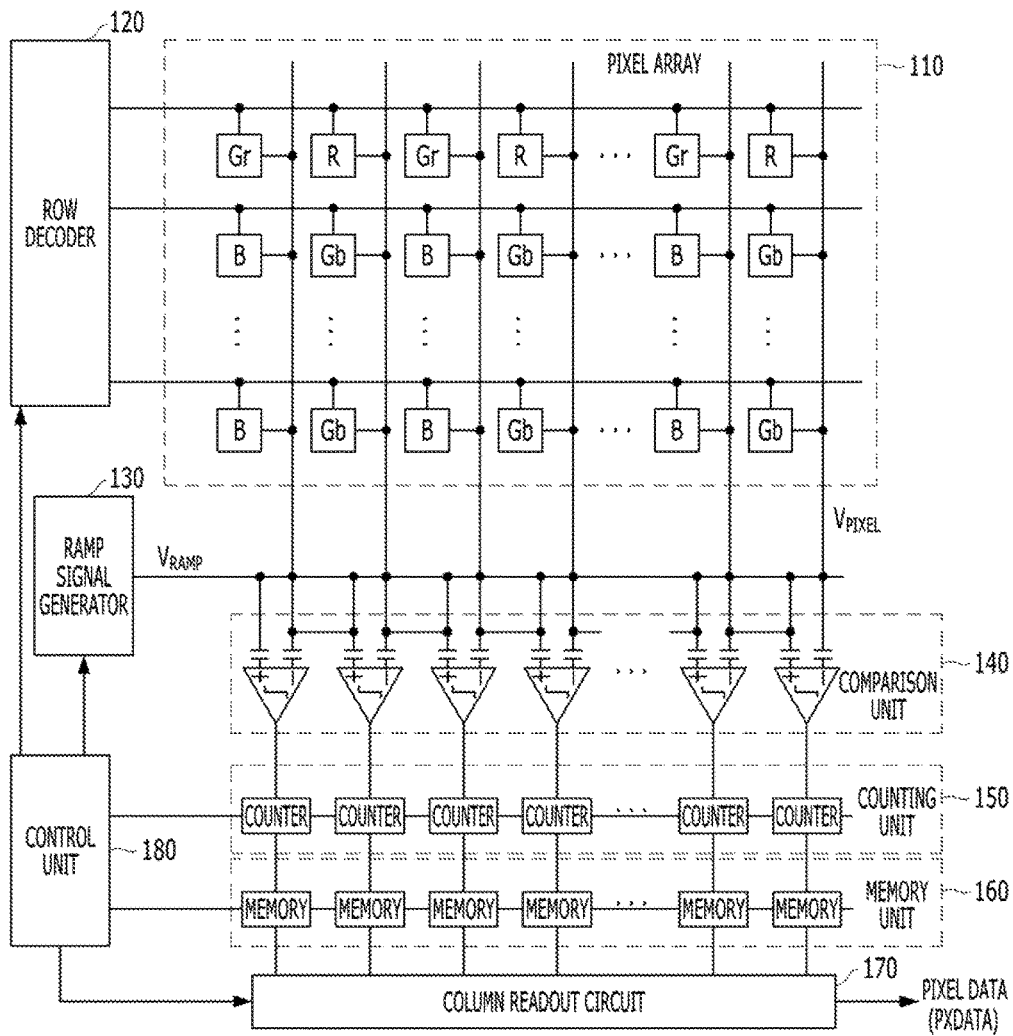 120
PIXEL ARRAY
110
ROW
DECODER
Gr R Gr R ... Gr R
B Gb B Gb ... B Gb
B Gb B Gb ... B Gb
130
RAMP
SIGNAL
GENERATOR
VRAMP
VPIXEL
+ - + - + - + - ... + - + -
140
COMPARISON
UNIT
COUNTER COUNTER COUNTER COUNTER ... COUNTER COUNTER
COUNTING
UNIT
150
CONTROL
UNIT
180
MEMORY MEMORY MEMORY MEMORY ... MEMORY MEMORY
MEMORY
UNIT
160
170
COLUMN READOUT CIRCUIT
PIXEL DATA
(PXDATA)